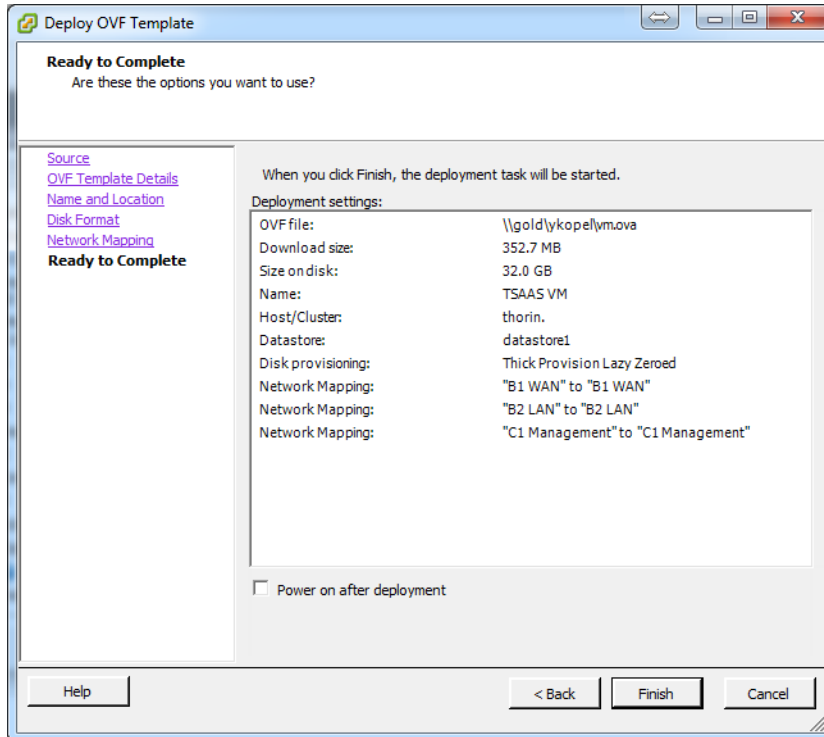 Deploy OVF Template
Ready to Complete
Are these the options you want to use?
Source
OVF Template Details
Name and Location
Disk Format
Network Mapping
Ready to Complete
When you click Finish, the deployment task will be started.
Deployment settings:
OVF file: \\gold\ykopel\vm.ova
Download size: 352.7 MB
Size on disk: 32.0 GB
Name: TSAAS VM
Host/Cluster: thorin.
Datastore: datastore1
Disk provisioning: Thick Provision Lazy Zeroed
Network Mapping: "B1 WAN" to "B1 WAN"
Network Mapping: "B2 LAN" to "B2 LAN"
Network Mapping: "C1 Management" to "C1 Management"
Power on after deployment
Help < Back Finish Cancel